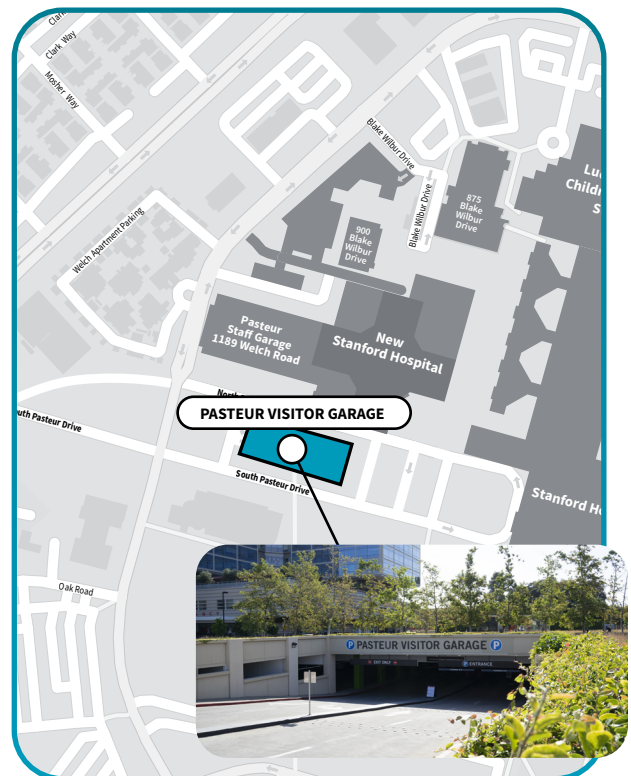 Clark
Clark Way
Mosher Way
Blake Wilbur Drive
Blake Wilbur Drive
875
Blake
Wilbur
Drive
900
Blake
Wilbur
Drive
Welch Apartment Parking
Pasteur
Staff Garage
1189 Welch Road
New
Stanford Hospital
North
PASTEUR VISITOR GARAGE
South Pasteur Drive
South Pasteur Drive
Stanford
Oak Road
PASTEUR VISITOR GARAGE
EXIT ONLY
ENTRANCE